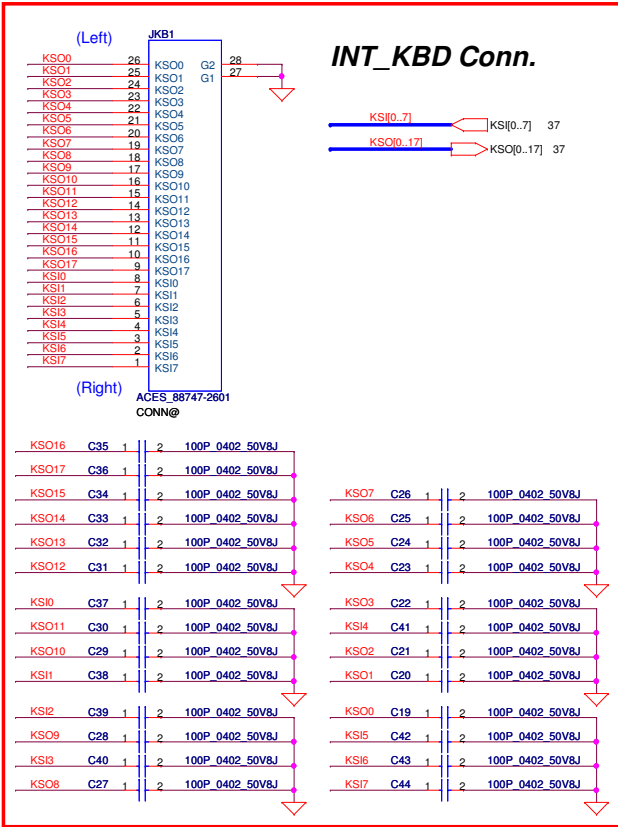 INT_KBD Conn.
(Left)
JKB1
KSO0 26 KSO0 G2 28
KSO1 25 KSO1 G1 27
KSO2 24 KSO2
KSO3 23 KSO3
KSO4 22 KSO4
KSO5 21 KSO5
KSO6 20 KSO6
KSO7 19 KSO7
KSO8 18 KSO8
KSO9 17 KSO9
KSO10 16 KSO10
KSO11 15 KSO11
KSO12 14 KSO12
KSO13 13 KSO13
KSO14 12 KSO14
KSO15 11 KSO15
KSO16 10 KSO16
KSO17 9 KSO17
KSI0 8 KSI0
KSI1 7 KSI1
KSI2 6 KSI2
KSI3 5 KSI3
KSI4 4 KSI4
KSI5 3 KSI5
KSI6 2 KSI6
KSI7 1 KSI7
(Right)
ACES_88747-2601
CONN@
KSI[0..7] KSI[0..7] 37
KSO[0..17] KSO[0..17] 37
KSO16 C35 1 2 100P_0402_50V8J
KSO17 C36 1 2 100P_0402_50V8J
KSO15 C34 1 2 100P_0402_50V8J
KSO14 C33 1 2 100P_0402_50V8J
KSO13 C32 1 2 100P_0402_50V8J
KSO12 C31 1 2 100P_0402_50V8J
KSI0 C37 1 2 100P_0402_50V8J
KSO11 C30 1 2 100P_0402_50V8J
KSO10 C29 1 2 100P_0402_50V8J
KSI1 C38 1 2 100P_0402_50V8J
KSI2 C39 1 2 100P_0402_50V8J
KSO9 C28 1 2 100P_0402_50V8J
KSI3 C40 1 2 100P_0402_50V8J
KSO8 C27 1 2 100P_0402_50V8J
KSO7 C26 1 2 100P_0402_50V8J
KSO6 C25 1 2 100P_0402_50V8J
KSO5 C24 1 2 100P_0402_50V8J
KSO4 C23 1 2 100P_0402_50V8J
KSO3 C22 1 2 100P_0402_50V8J
KSI4 C41 1 2 100P_0402_50V8J
KSO2 C21 1 2 100P_0402_50V8J
KSO1 C20 1 2 100P_0402_50V8J
KSO0 C19 1 2 100P_0402_50V8J
KSI5 C42 1 2 100P_0402_50V8J
KSI6 C43 1 2 100P_0402_50V8J
KSI7 C44 1 2 100P_0402_50V8J